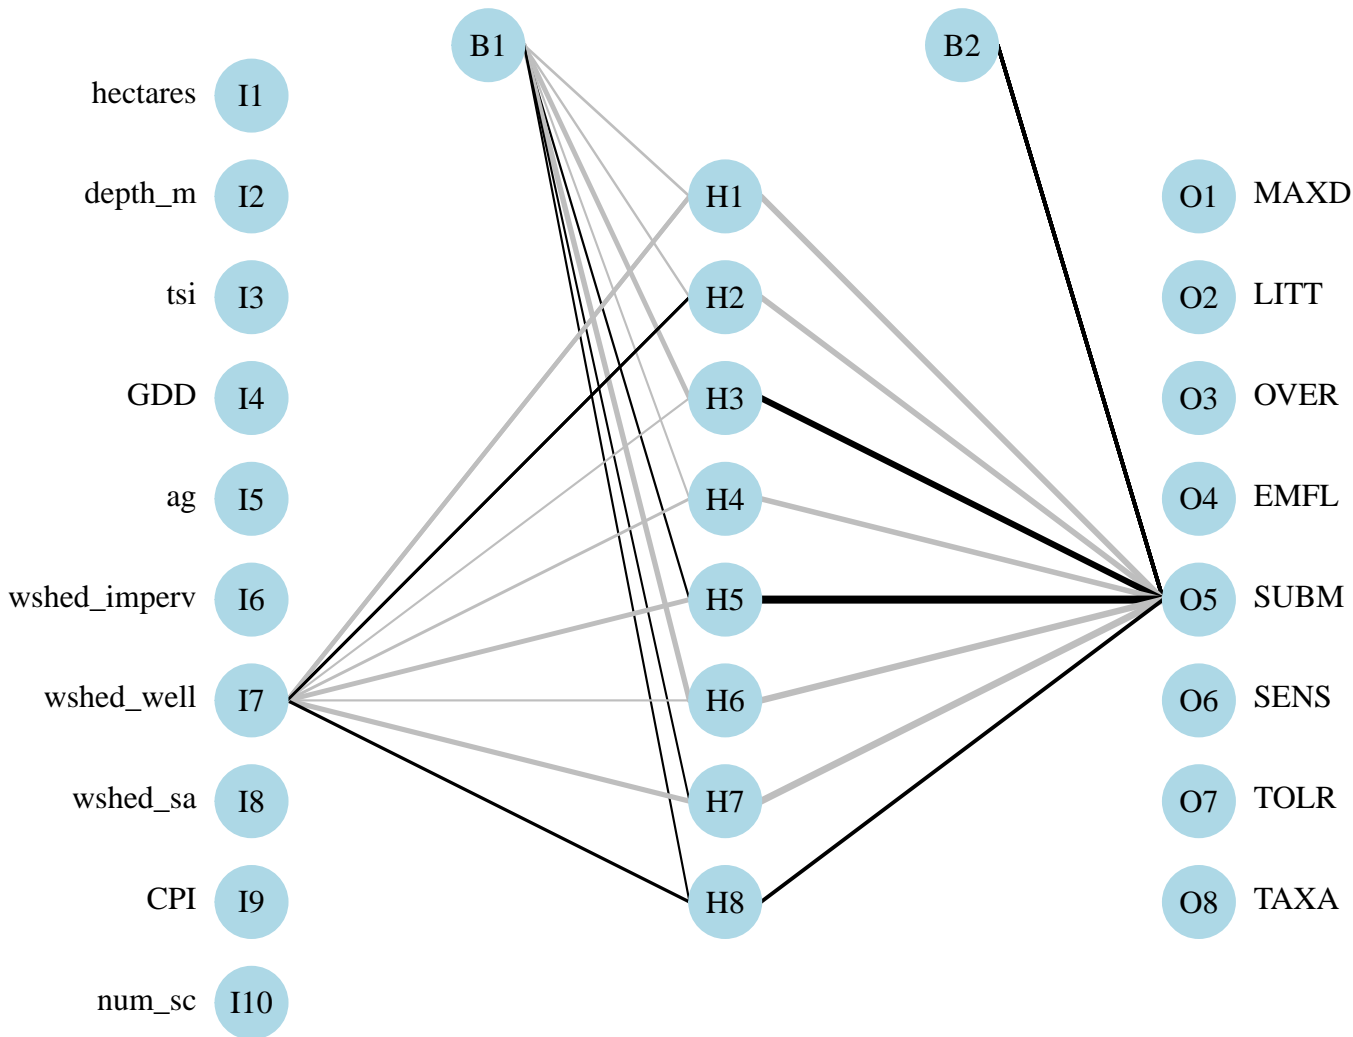 B1 B2
hectares I1
depth_m I2 H1 O1 MAXD
tsi I3 H2 O2 LITT
GDD I4 H3 O3 OVER
ag I5 H4 O4 EMFL
wshed_imperv I6 H5 O5 SUBM
wshed_well I7 H6 O6 SENS
wshed_sa I8 H7 O7 TOLR
CPI I9 H8 O8 TAXA
num_sc I10